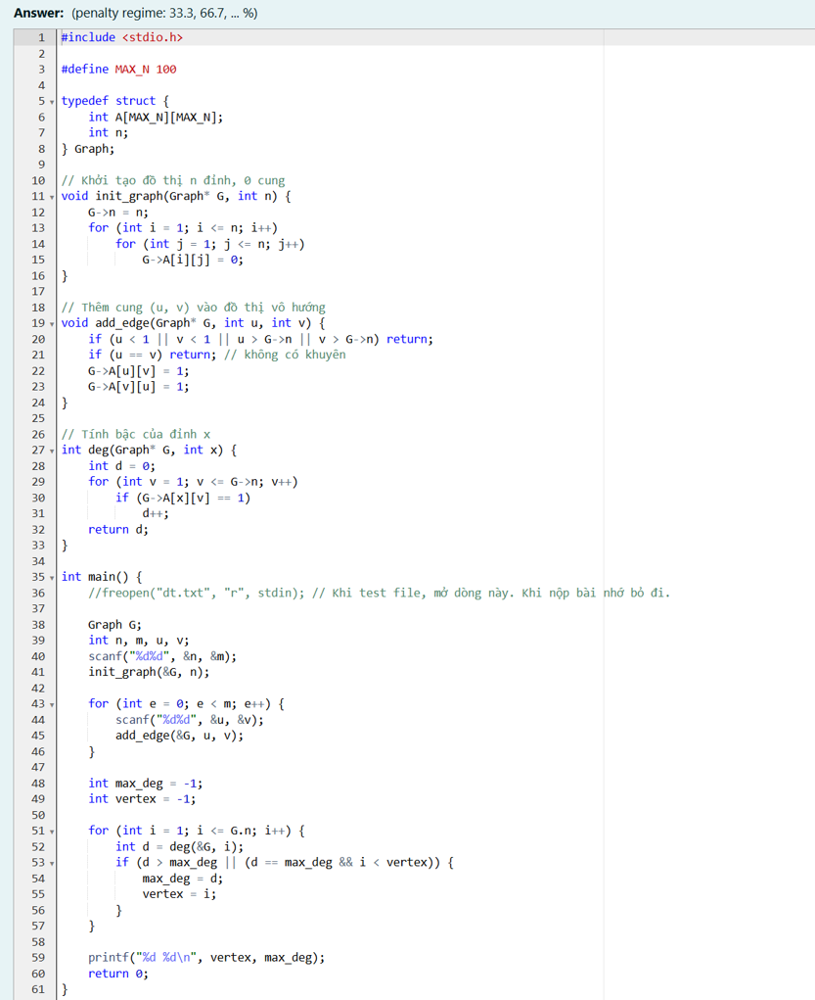 Answer: (penalty regime: 33.3, 66.7, ... %)
1 #include <stdio.h>
2
3 #define MAX_N 100
4
5 typedef struct {
6 int A[MAX_N][MAX_N];
7 int n;
8 } Graph;
9
10 // Khởi tạo đồ thị n đỉnh, 0 cung
11 void init_graph(Graph* G, int n) {
12 G->n = n;
13 for (int i = 1; i <= n; i++)
14 for (int j = 1; j <= n; j++)
15 G->A[i][j] = 0;
16 }
17
18 // Thêm cung (u, v) vào đồ thị vô hướng
19 void add_edge(Graph* G, int u, int v) {
20 if (u < 1 || v < 1 || u > G->n || v > G->n) return;
21 if (u == v) return; // không có khuyên
22 G->A[u][v] = 1;
23 G->A[v][u] = 1;
24 }
25
26 // Tính bậc của đỉnh x
27 int deg(Graph* G, int x) {
28 int d = 0;
29 for (int v = 1; v <= G->n; v++)
30 if (G->A[x][v] == 1)
31 d++;
32 return d;
33 }
34
35 int main() {
36 //freopen("dt.txt", "r", stdin); // Khi test file, mở dòng này. Khi nộp bài nhớ bỏ đi.
37
38 Graph G;
39 int n, m, u, v;
40 scanf("%d%d", &n, &m);
41 init_graph(&G, n);
42
43 for (int e = 0; e < m; e++) {
44 scanf("%d%d", &u, &v);
45 add_edge(&G, u, v);
46 }
47
48 int max_deg = -1;
49 int vertex = -1;
50
51 for (int i = 1; i <= G.n; i++) {
52 int d = deg(&G, i);
53 if (d > max_deg || (d == max_deg && i < vertex)) {
54 max_deg = d;
55 vertex = i;
56 }
57 }
58
59 printf("%d %d\n", vertex, max_deg);
60 return 0;
61 }